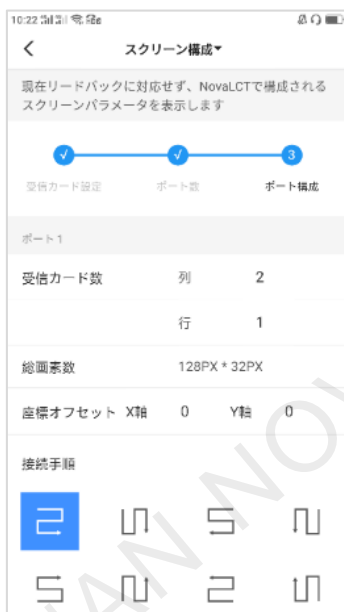 10:22
スクリーン構成▾
現在リードバックに対応せず、NovaLCTで構成される
スクリーンパラメータを表示します
3
受信カード設定 ポート数 ポート構成
ポート1
受信カード数 列 2
行 1
総画素数 128PX * 32PX
座標オフセット X軸 0 Y軸 0
接続手順